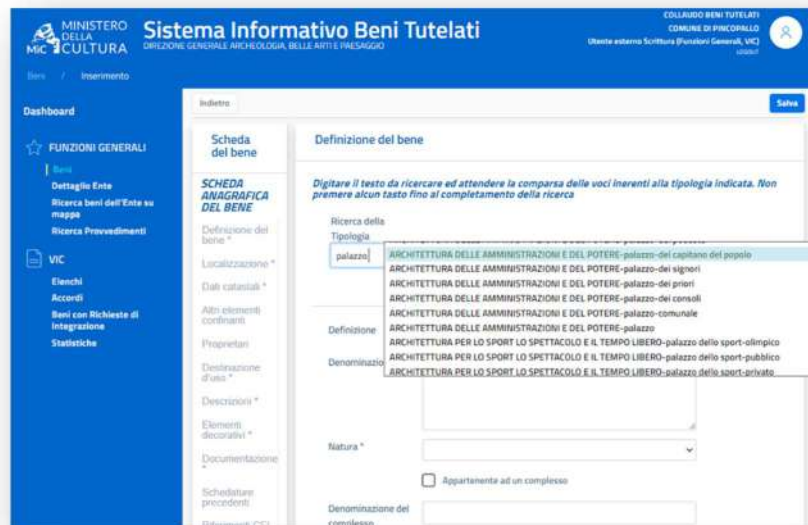 MINISTERO
DELLA
CULTURA
MiC
Sistema Informativo Beni Tutelati
DIREZIONE GENERALE ARCHEOLOGIA, BELLE ARTI E PAESAGGIO
COLLAUDO BENI TUTELATI
COMUNE DI PINCOPALLO
Utente esterno Scrittura (Funzioni Generali, VIC)
LOGOUT
Beni / Inserimento
Dashboard
FUNZIONI GENERALI
Beni
Dettaglio Ente
Ricerca beni dell'Ente su
mappa
Ricerca Provvedimenti
VIC
Elenchi
Accordi
Beni con Richieste di
Integrazione
Statistiche
Indietro
Salva
Scheda
del bene
SCHEDA
ANAGRAFICA
DEL BENE
Definizione del
bene *
Localizzazione *
Dati catastali *
Altri elementi
confinanti
Proprietari
Destinazione
d'uso *
Descrizioni *
Elementi
decorativi *
Documentazione
*
Schedature
precedenti
Definizione del bene
Digitare il testo da ricercare ed attendere la comparsa delle voci inerenti alla tipologia indicata. Non
premere alcun tasto fino al completamento della ricerca
Ricerca della
Tipologia
palazzo
ARCHITETTURA DELLE AMMINISTRAZIONI E DEL POTERE-palazzo-del capitano del popolo
ARCHITETTURA DELLE AMMINISTRAZIONI E DEL POTERE-palazzo-dei signori
ARCHITETTURA DELLE AMMINISTRAZIONI E DEL POTERE-palazzo-dei priori
ARCHITETTURA DELLE AMMINISTRAZIONI E DEL POTERE-palazzo-dei consoli
ARCHITETTURA DELLE AMMINISTRAZIONI E DEL POTERE-palazzo-comunale
ARCHITETTURA DELLE AMMINISTRAZIONI E DEL POTERE-palazzo
ARCHITETTURA PER LO SPORT LO SPETTACOLO E IL TEMPO LIBERO-palazzo dello sport-olimpico
ARCHITETTURA PER LO SPORT LO SPETTACOLO E IL TEMPO LIBERO-palazzo dello sport-pubblico
ARCHITETTURA PER LO SPORT LO SPETTACOLO E IL TEMPO LIBERO-palazzo dello sport-privato
Definizione
Denominazio
Natura *
Appartenente ad un complesso
Denominazione del
complesso